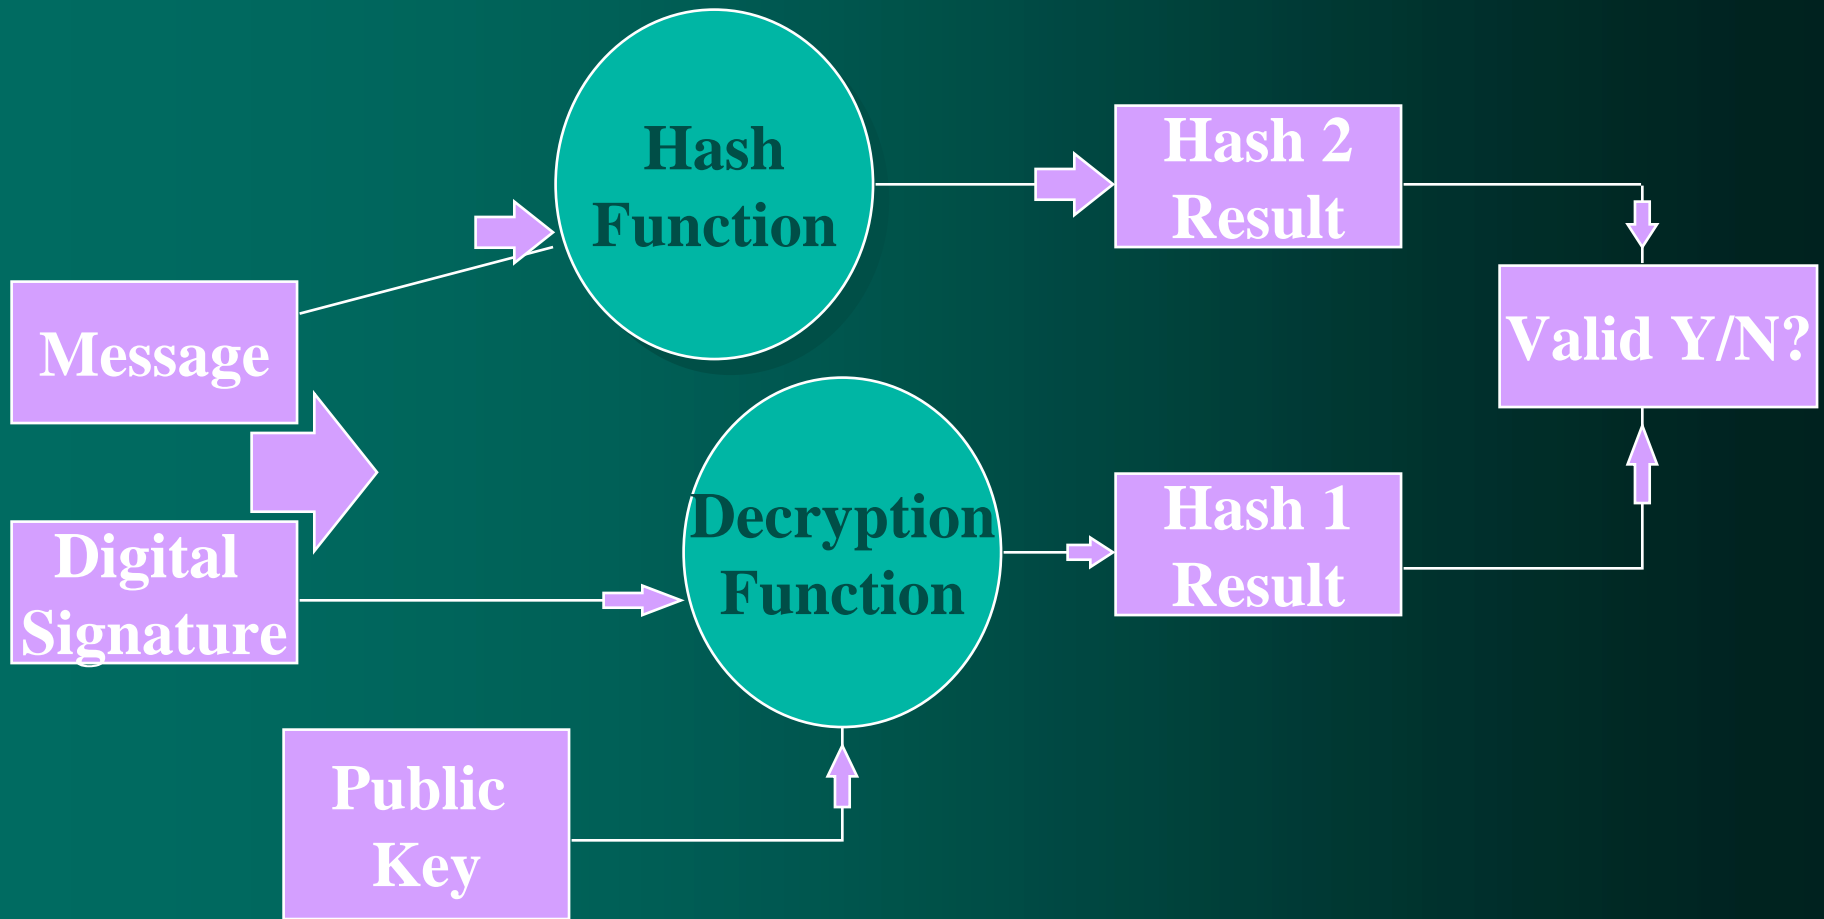 Hash
Function
Hash 2
Result
Message
Valid Y/N?
Digital
Signature
Decryption
Function
Hash 1
Result
Public
Key